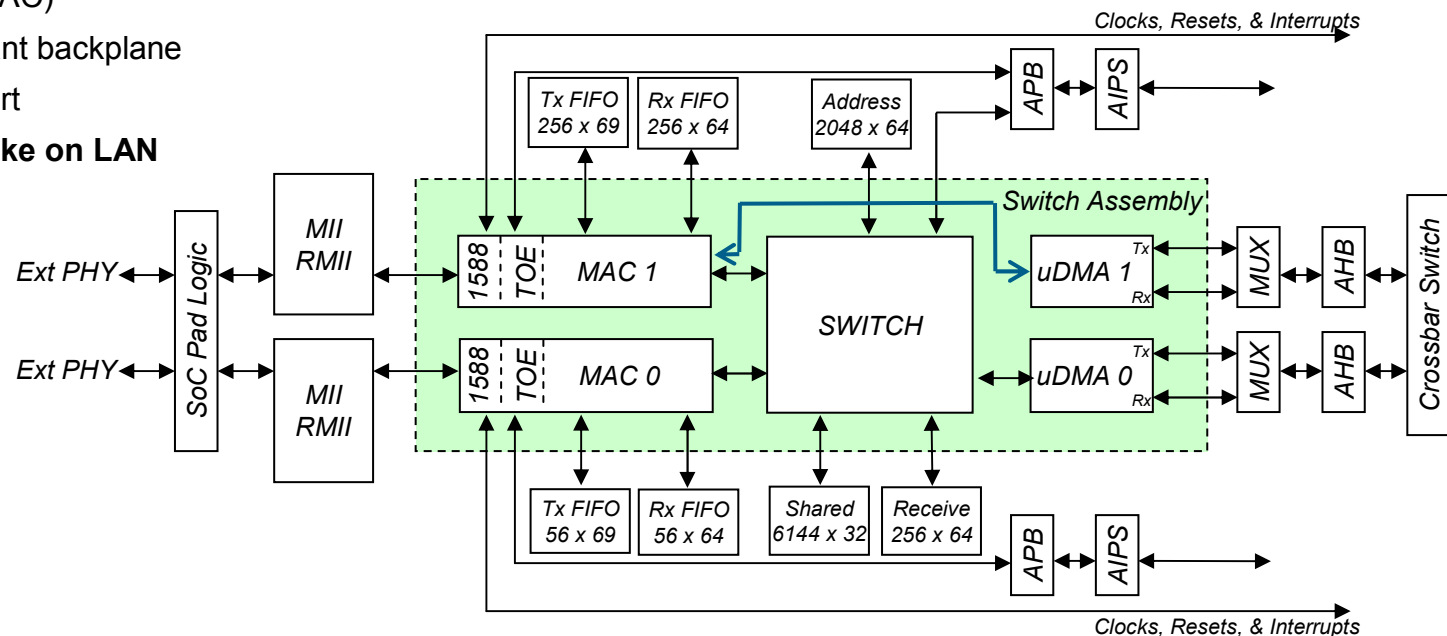 AC)
nt backplane
rt
ke on LAN
Clocks, Resets, & Interrupts
Tx FIFO
256 x 69
Rx FIFO
256 x 64
Address
2048 x 64
APB
AIPS
Switch Assembly
SoC Pad Logic
MII
RMII
Ext PHY
1588
TOE
MAC 1
SWITCH
uDMA 1
Tx
Rx
MUX
AHB
Crossbar Switch
Ext PHY
MII
RMII
1588
TOE
MAC 0
uDMA 0
Tx
Rx
MUX
AHB
Tx FIFO
56 x 69
Rx FIFO
56 x 64
Shared
6144 x 32
Receive
256 x 64
APB
AIPS
Clocks, Resets, & Interrupts